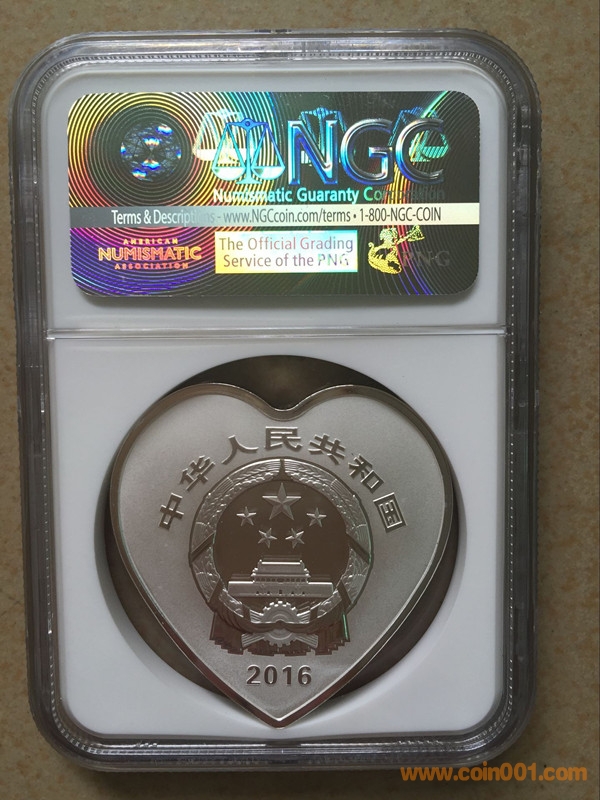 NGC
Numismatic Guaranty Corporation
Terms & Descriptions - www.NGCcoin.com/terms • 1-800-NGC-COIN
AMERICAN
NUMISMATIC
ASSOCIATION
The Official Grading
Service of the PNG
PNG
中华人民共和国
2016
www.coin001.com